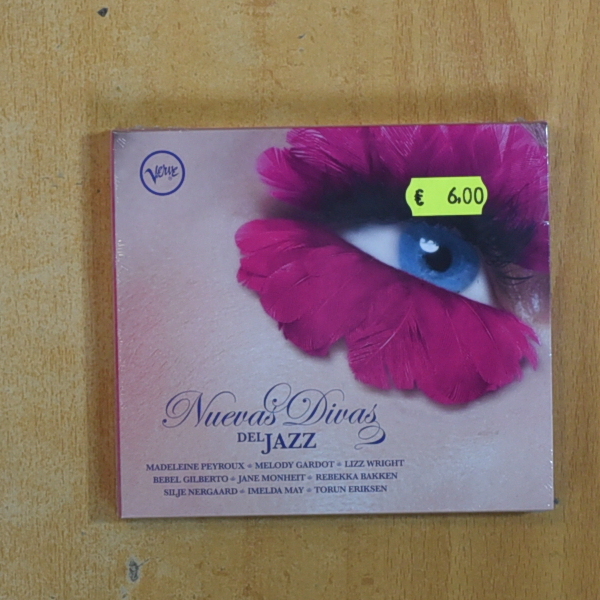 Verve
€ 6.00
Nuevas Divas
DEL JAZZ
MADELEINE PEYROUX + MELODY GARDOT + LIZZ WRIGHT
BEBEL GILBERTO + JANE MONHEIT + REBEKKA BAKKEN
SILJE NERGAARD + IMELDA MAY + TORUN ERIKSEN